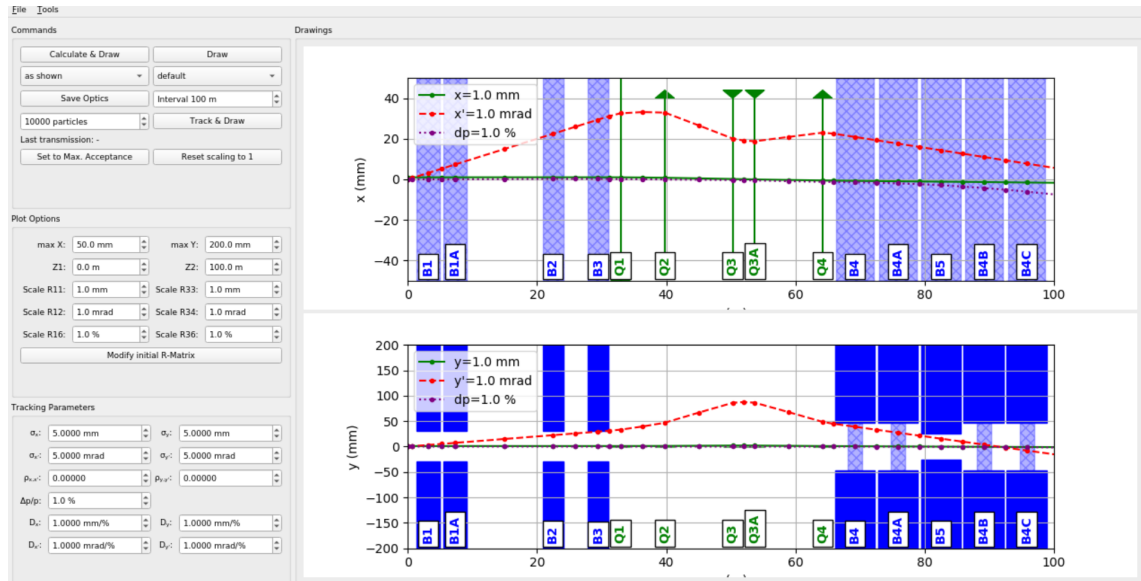 File Tools
Commands
Drawings
Calculate & Draw Draw
as shown default
Save Optics Interval 100 m
10000 particles Track & Draw
Last transmission: -
Set to Max. Acceptance Reset scaling to 1
Plot Options
max X: 50.0 mm max Y: 200.0 mm
Z1: 0.0 m Z2: 100.0 m
Scale R11: 1.0 mm Scale R33: 1.0 mm
Scale R12: 1.0 mrad Scale R34: 1.0 mrad
Scale R16: 1.0 % Scale R36: 1.0 %
Modify initial R-Matrix
Tracking Parameters
σₓ: 5.0000 mm σᵧ: 5.0000 mm
σₓ': 5.0000 mrad σᵧ': 5.0000 mrad
ρₓ,ₓ': 0.00000 ρᵧ,ᵧ': 0.00000
Δp/p: 1.0 %
Dₓ: 1.0000 mm/% Dᵧ: 1.0000 mm/%
Dₓ': 1.0000 mrad/% Dᵧ': 1.0000 mrad/%
x (mm)
40
20
0
−20
−40
x=1.0 mm
x'=1.0 mrad
dp=1.0 %
B1 B1A B2 B3 Q1 Q2 Q3 Q3A Q4 B4 B4A B5 B4B B4C
0 20 40 60 80 100
y (mm)
200
150
100
50
0
−50
−100
−150
−200
y=1.0 mm
y'=1.0 mrad
dp=1.0 %
B1 B1A B2 B3 Q1 Q2 Q3 Q3A Q4 B4 B4A B5 B4B B4C
0 20 40 60 80 100